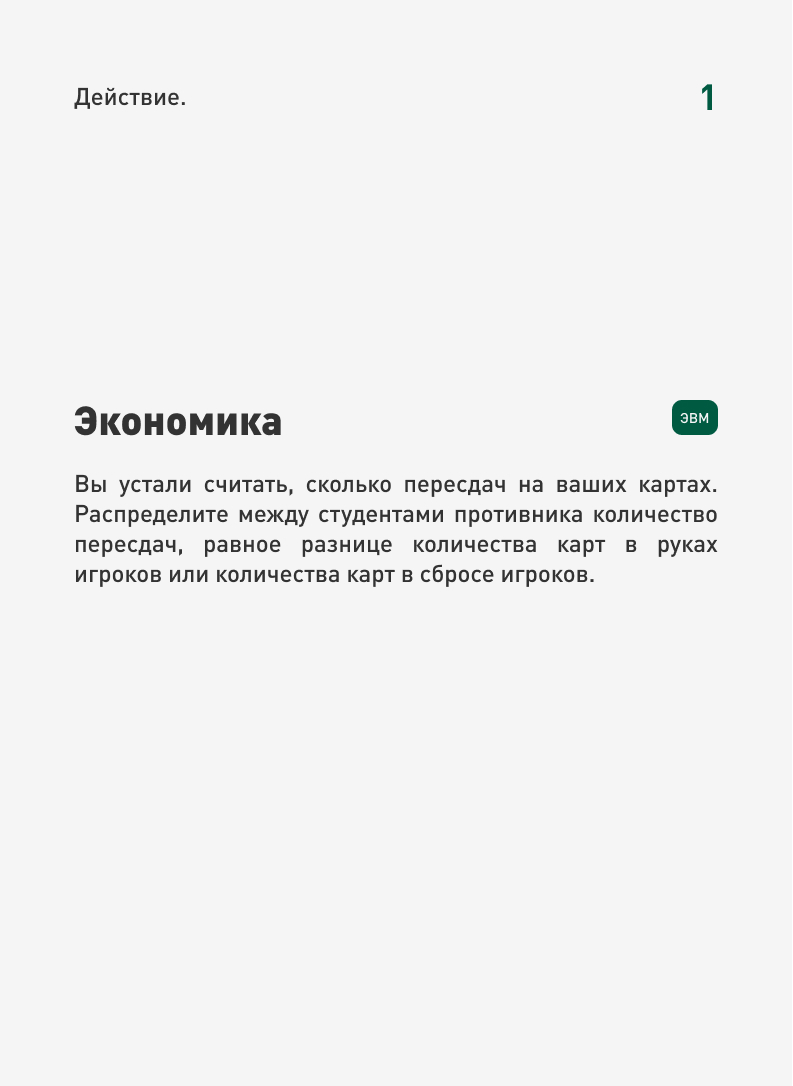 Действие.
1
Экономика
ЭВМ
Вы устали считать, сколько пересдач на ваших картах.
Распределите между студентами противника количество
пересдач, равное разнице количества карт в руках
игроков или количества карт в сбросе игроков.